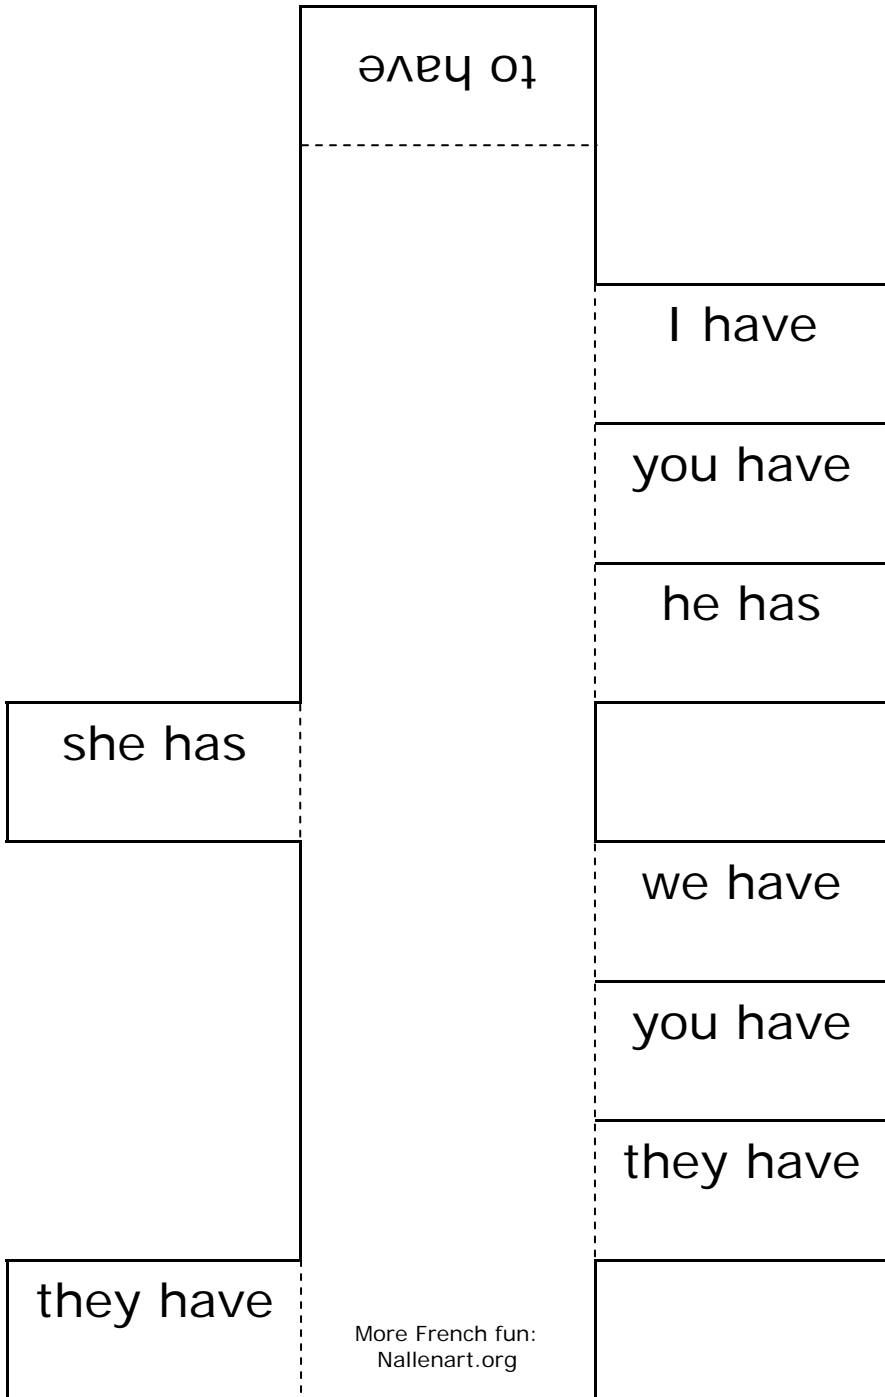 to have
I have
you have
he has
she has
we have
you have
they have
they have
More French fun:
Nallenart.org